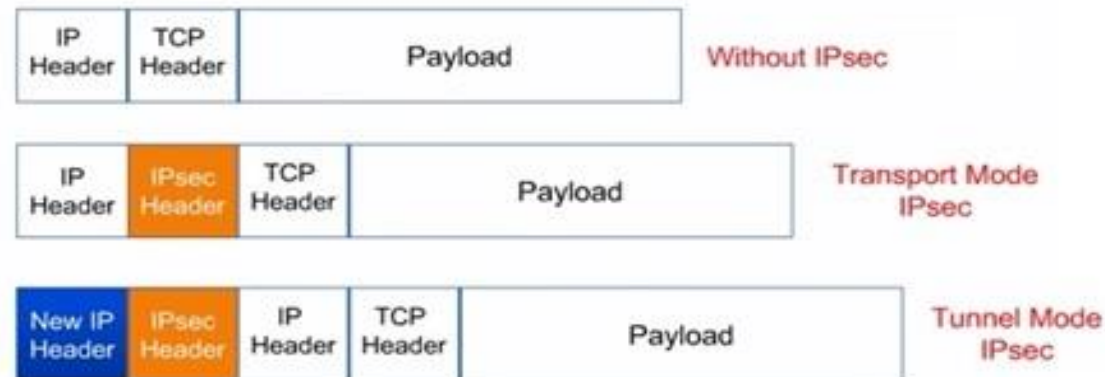 IP
Header
TCP
Header
Payload
Without IPsec
IP
Header
IPsec
Header
TCP
Header
Payload
Transport Mode
IPsec
New IP
Header
IPsec
Header
IP
Header
TCP
Header
Payload
Tunnel Mode
IPsec